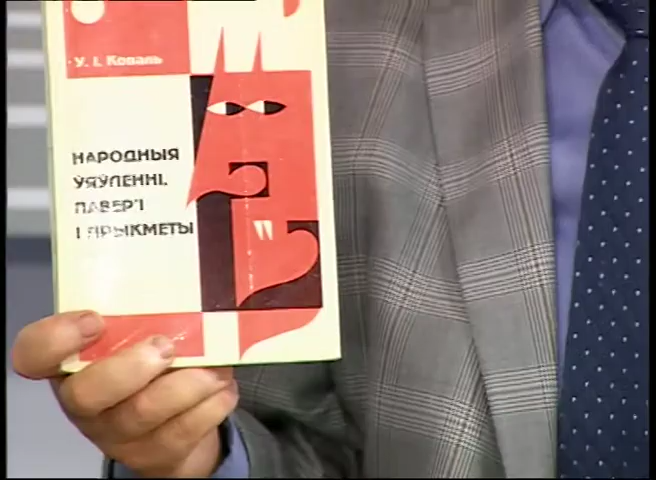 У. І. Коваль
НАРОДНЫЯ
ЎЯЎЛЕННІ,
ПАВЕР'І
І ПРЫКМЕТЫ